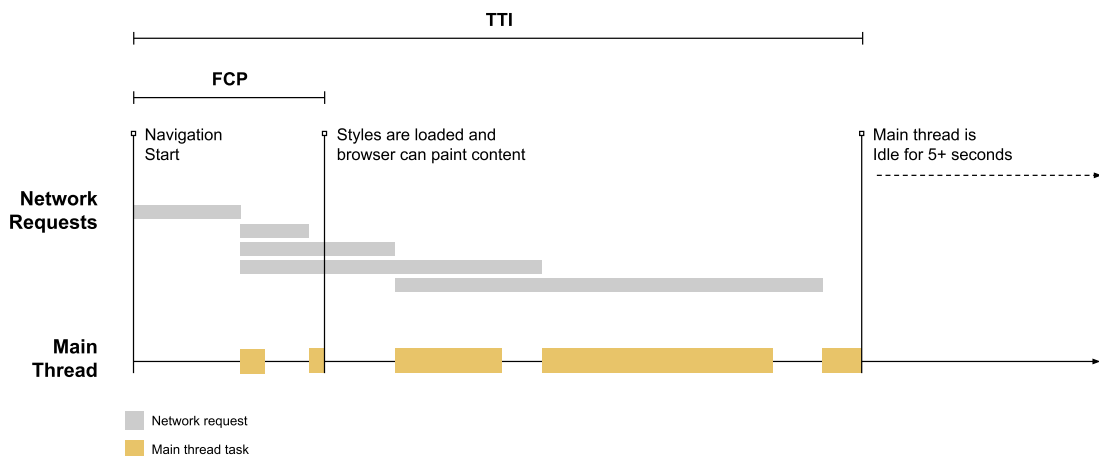 TTI
FCP
Navigation
Start
Styles are loaded and
browser can paint content
Main thread is
Idle for 5+ seconds
Network
Requests
Main
Thread
Network request
Main thread task